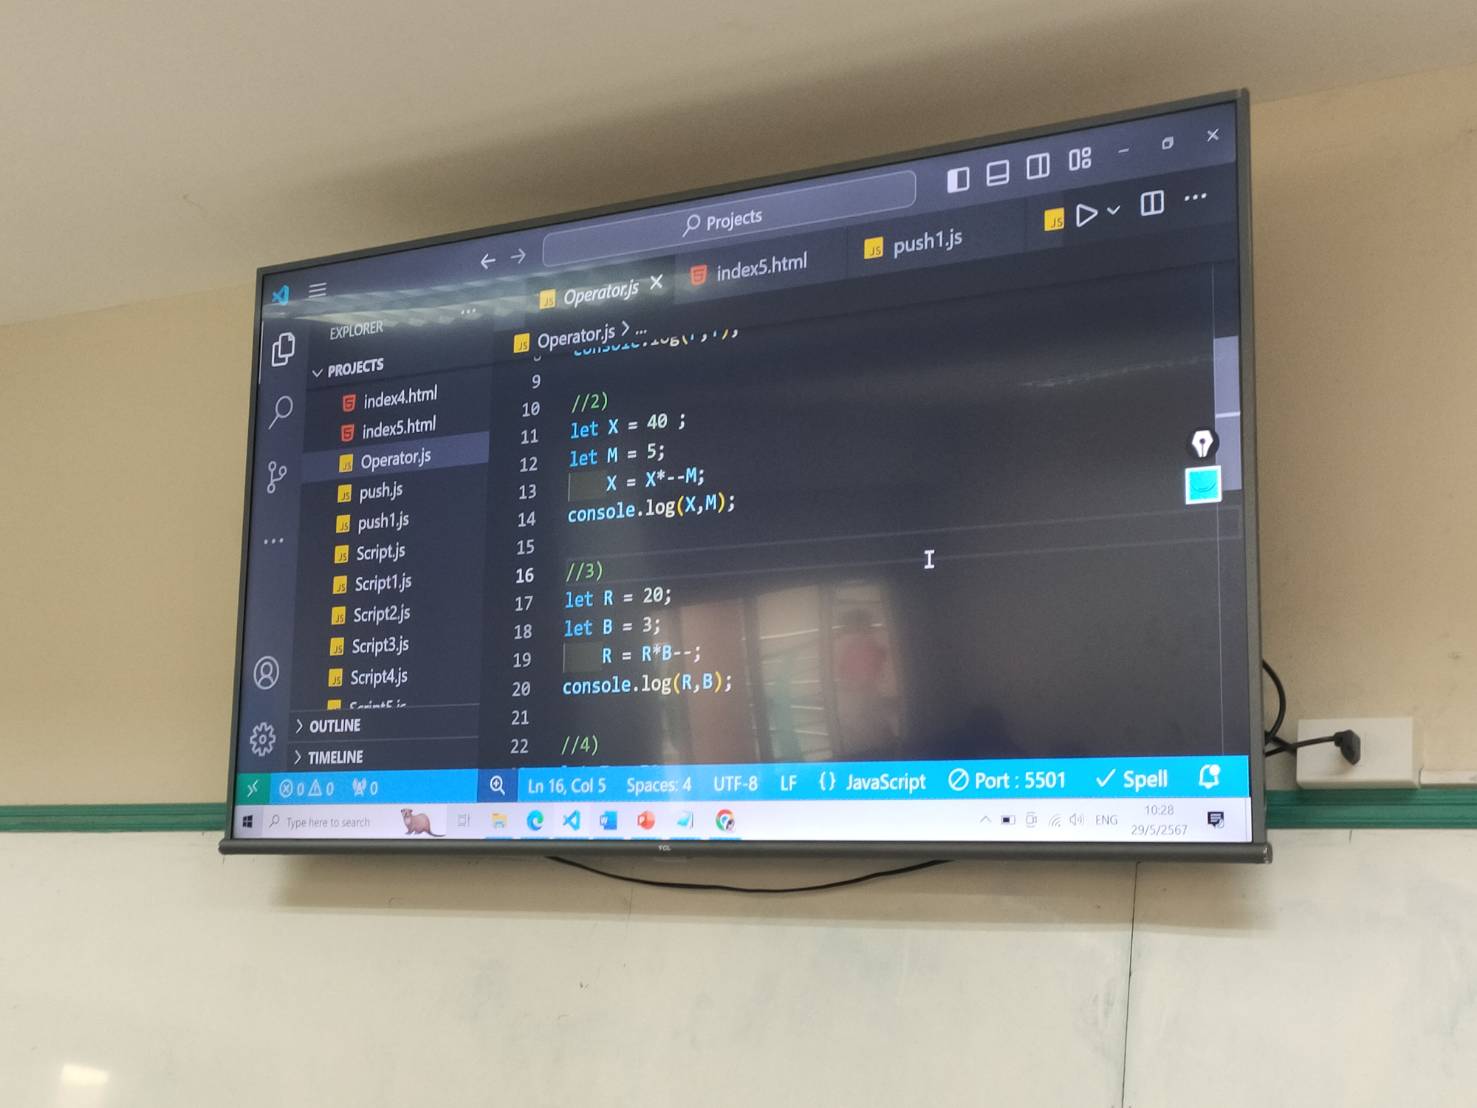 Projects
Operator.js
index5.html
push1.js
EXPLORER
PROJECTS
index4.html
index5.html
Operator.js
push.js
push1.js
Script.js
Script1.js
Script2.js
Script3.js
Script4.js
OUTLINE
TIMELINE
Operator.js > ...
9
10 //2)
11 let X = 40 ;
12 let M = 5;
13 X = X*--M;
14 console.log(X,M);
15
16 //3)
17 let R = 20;
18 let B = 3;
19 R = R*B--;
20 console.log(R,B);
21
22 //4)
0 0 0
Ln 16, Col 5 Spaces: 4 UTF-8 LF {} JavaScript Port : 5501 Spell
Type here to search
ENG
10:28
29/5/2567
TCL